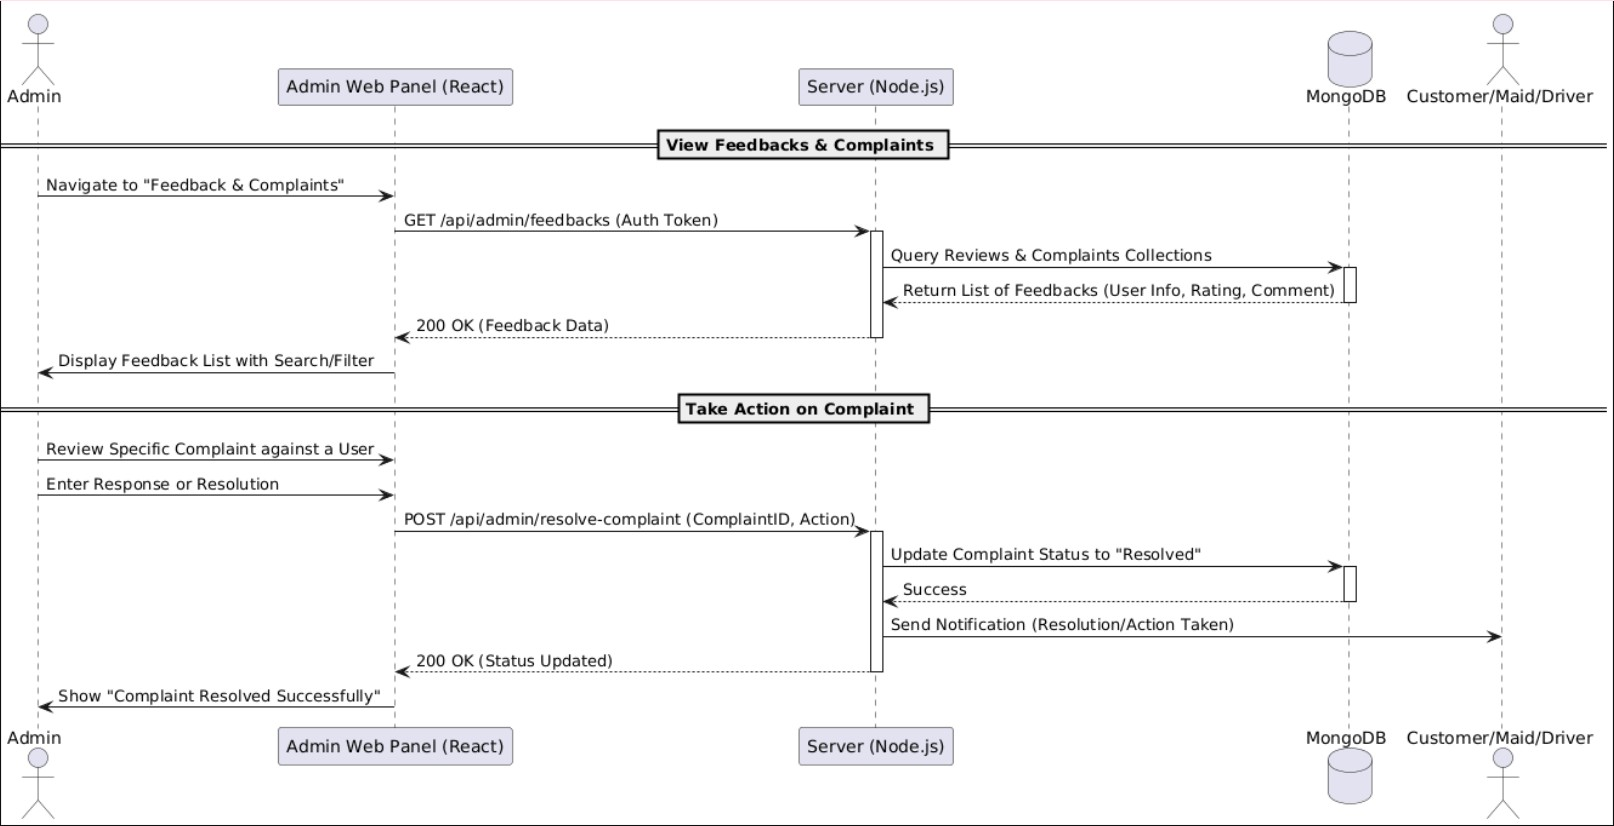 Admin
Admin Web Panel (React)
Server (Node.js)
MongoDB
Customer/Maid/Driver
View Feedbacks & Complaints
Navigate to "Feedback & Complaints"
GET /api/admin/feedbacks (Auth Token)
Query Reviews & Complaints Collections
Return List of Feedbacks (User Info, Rating, Comment)
200 OK (Feedback Data)
Display Feedback List with Search/Filter
Take Action on Complaint
Review Specific Complaint against a User
Enter Response or Resolution
POST /api/admin/resolve-complaint (ComplaintID, Action)
Update Complaint Status to "Resolved"
Success
Send Notification (Resolution/Action Taken)
200 OK (Status Updated)
Show "Complaint Resolved Successfully"
Admin
Admin Web Panel (React)
Server (Node.js)
MongoDB
Customer/Maid/Driver